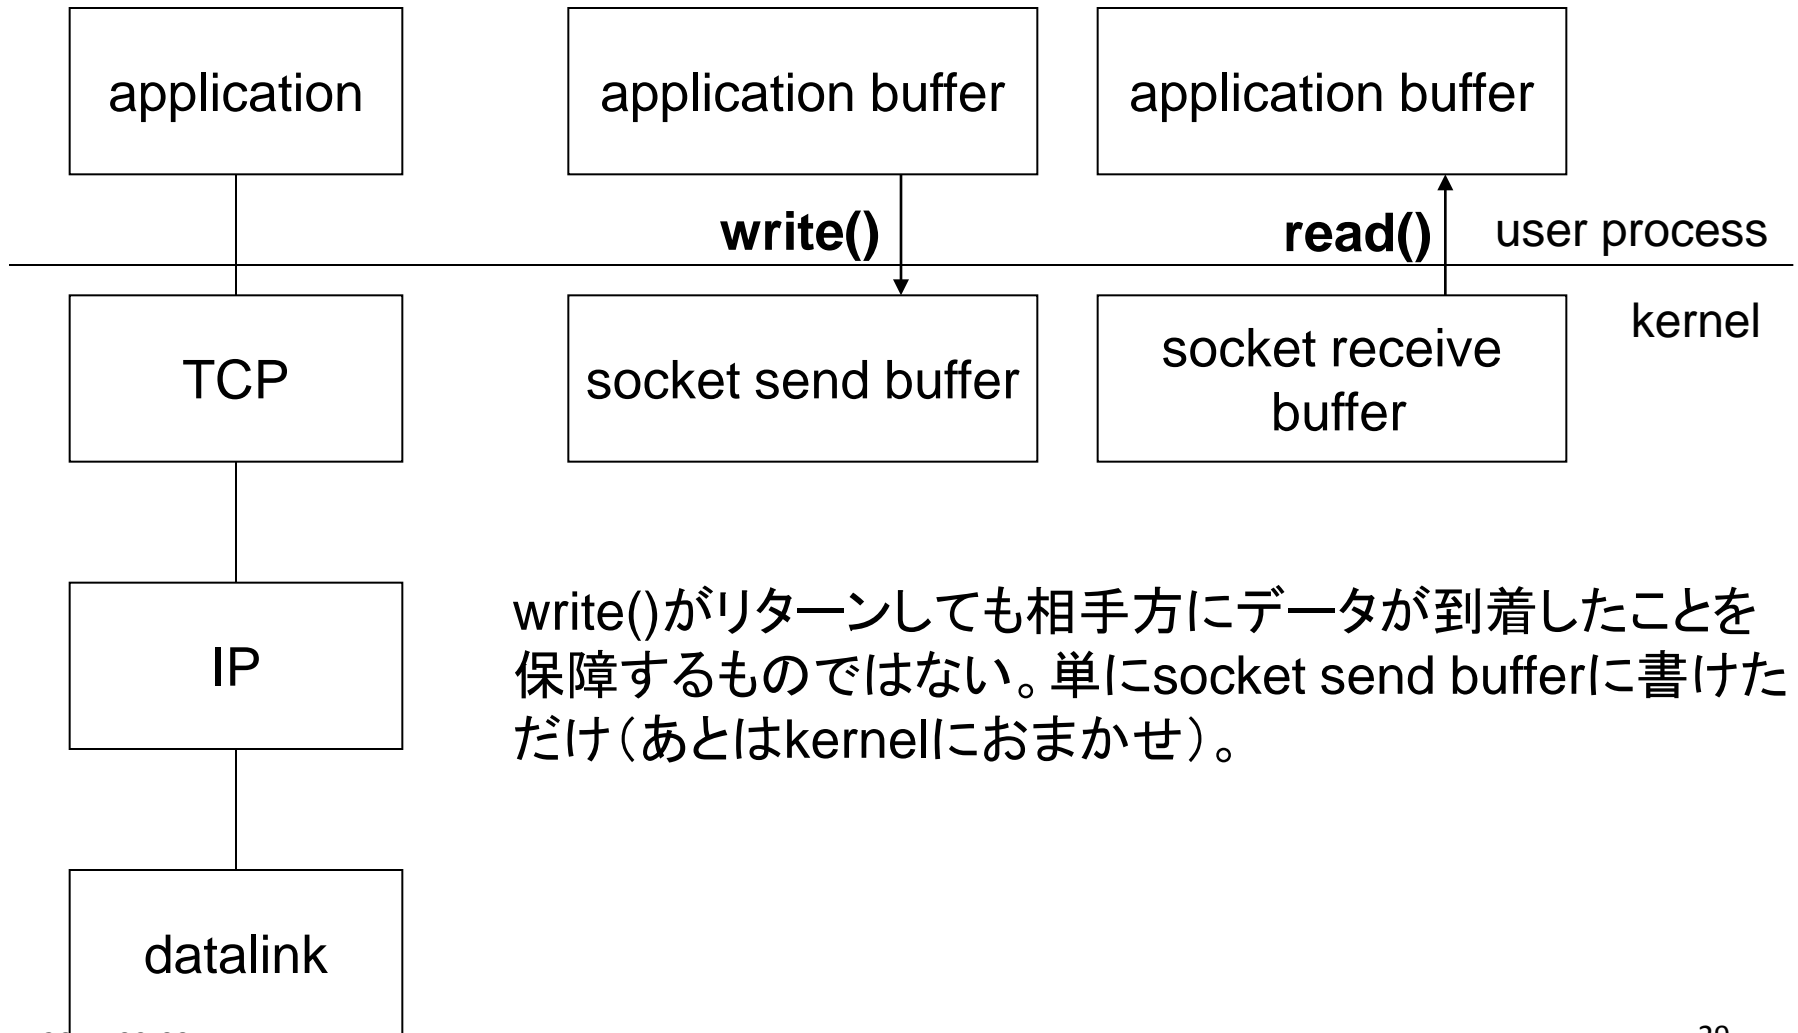 application
application buffer
application buffer
write()
read()
user process
kernel
TCP
socket send buffer
socket receive
buffer
IP
write()がリターンしても相手方にデータが到着したことを
保障するものではない。単にsocket send bufferに書けた
だけ（あとはkernelにおまかせ）。
datalink